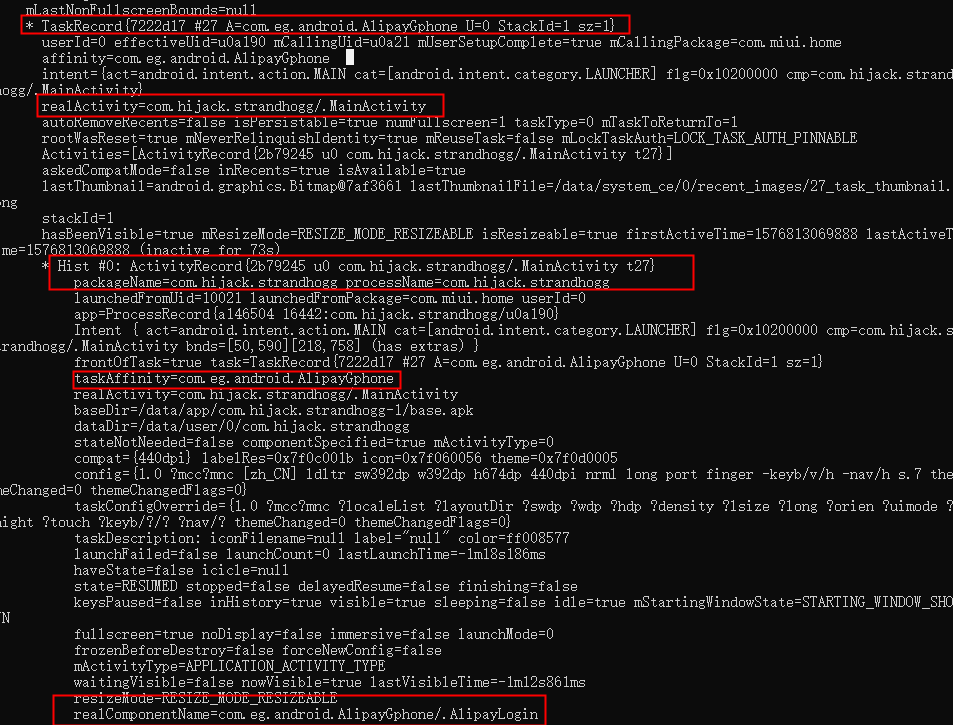 mLastNonFullscreenBounds=null
* TaskRecord{7222d17 #27 A=com.eg.android.AlipayGphone U=0 StackId=1 sz=1}
userId=0 effectiveUid=u0a190 mCallingUid=u0a21 mUserSetupComplete=true mCallingPackage=com.miui.home
affinity=com.eg.android.AlipayGphone
intent={act=android.intent.action.MAIN cat=[android.intent.category.LAUNCHER] flg=0x10200000 cmp=com.hijack.strand
hogg/.MainActivity}
realActivity=com.hijack.strandhogg/.MainActivity
autoRemoveRecents=false isPersistable=true numFullscreen=1 taskType=0 mTaskToReturnTo=1
rootWasReset=true mNeverRelinquishIdentity=true mReuseTask=false mLockTaskAuth=LOCK_TASK_AUTH_PINNABLE
Activities=[ActivityRecord{2b79245 u0 com.hijack.strandhogg/.MainActivity t27}]
askedCompatMode=false inRecents=true isAvailable=true
lastThumbnail=android.graphics.Bitmap@7af3661 lastThumbnailFile=/data/system_ce/0/recent_images/27_task_thumbnail.
png
stackId=1
hasBeenVisible=true mResizeMode=RESIZE_MODE_RESIZEABLE isResizeable=true firstActiveTime=1576813069888 lastActiveT
ime=1576813069888 (inactive for 73s)
* Hist #0: ActivityRecord{2b79245 u0 com.hijack.strandhogg/.MainActivity t27}
packageName=com.hijack.strandhogg processName=com.hijack.strandhogg
launchedFromUid=10021 launchedFromPackage=com.miui.home userId=0
app=ProcessRecord{a146504 16442:com.hijack.strandhogg/u0a190}
Intent { act=android.intent.action.MAIN cat=[android.intent.category.LAUNCHER] flg=0x10200000 cmp=com.hijack.s
trandhogg/.MainActivity bnds=[50,590][218,758] (has extras) }
frontOfTask=true task=TaskRecord{7222d17 #27 A=com.eg.android.AlipayGphone U=0 StackId=1 sz=1}
taskAffinity=com.eg.android.AlipayGphone
realActivity=com.hijack.strandhogg/.MainActivity
baseDir=/data/app/com.hijack.strandhogg-1/base.apk
dataDir=/data/user/0/com.hijack.strandhogg
stateNotNeeded=false componentSpecified=true mActivityType=0
compat={440dpi} labelRes=0x7f0c001b icon=0x7f060056 theme=0x7f0d0005
config={1.0 ?mcc?mnc [zh_CN] ldltr sw392dp w392dp h674dp 440dpi nrml long port finger -keyb/v/h -nav/h s.7 the
meChanged=0 themeChangedFlags=0}
taskConfigOverride={1.0 ?mcc?mnc ?localeList ?layoutDir ?swdp ?wdp ?hdp ?density ?lsize ?long ?orien ?uimode ?
night ?touch ?keyb/?/? ?nav/? themeChanged=0 themeChangedFlags=0}
taskDescription: iconFilename=null label="null" color=ff008577
launchFailed=false launchCount=0 lastLaunchTime=-1m18s186ms
haveState=false icicle=null
state=RESUMED stopped=false delayedResume=false finishing=false
keysPaused=false inHistory=true visible=true sleeping=false idle=true mStartingWindowState=STARTING_WINDOW_SHO
WN
fullscreen=true noDisplay=false immersive=false launchMode=0
frozenBeforeDestroy=false forceNewConfig=false
mActivityType=APPLICATION_ACTIVITY_TYPE
waitingVisible=false nowVisible=true lastVisibleTime=-1m12s861ms
resizeMode=RESIZE_MODE_RESIZEABLE
realComponentName=com.eg.android.AlipayGphone/.AlipayLogin